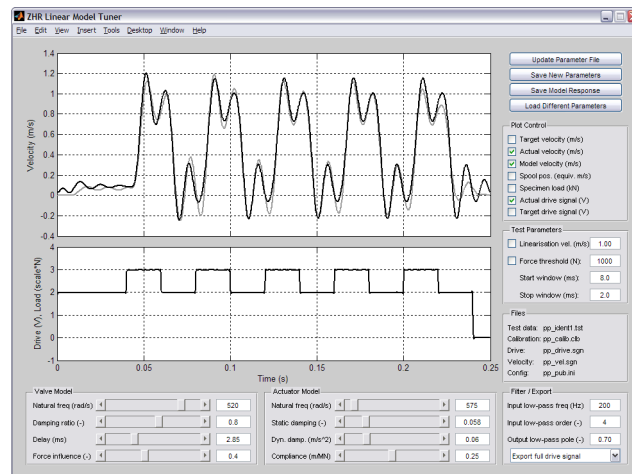 ZHR Linear Model Tuner
File Edit View Insert Tools Desktop Window Help
1.4
1.2
1
0.8
0.6
0.4
0.2
0
-0.2
-0.4
Velocity (m/s)
4
3
2
1
0
Drive (V), Load (scale*N)
0 0.05 0.1 0.15 0.2 0.25
Time (s)
Update Parameter File
Save New Parameters
Save Model Response
Load Different Parameters
Plot Control
Target velocity (m/s)
Actual velocity (m/s)
Model velocity (m/s)
Spool pos. (equiv. m/s)
Specimen load (kN)
Actual drive signal (V)
Target drive signal (V)
Test Parameters
Linearisation vel. (m/s) 1.00
Force threshold (N): 1000
Start window (ms): 8.0
Stop window (ms): 2.0
Files
Test data: pp_ident1.tst
Calibration: pp_calib.clb
Drive: pp_drive.sgn
Velocity: pp_vel.sgn
Config: pp_pub.ini
Valve Model
Natural freq (rad/s) 520
Damping ratio (-) 0.8
Delay (ms) 2.85
Force influence (-) 0.4
Actuator Model
Natural freq (rad/s) 575
Static damping (-) 0.058
Dyn. damp. (m/s^2) 0.06
Compliance (m/MN) 0.25
Filter / Export
Input low-pass freq (Hz) 200
Input low-pass order (-) 4
Output low-pass pole (-) 0.70
Export full drive signal